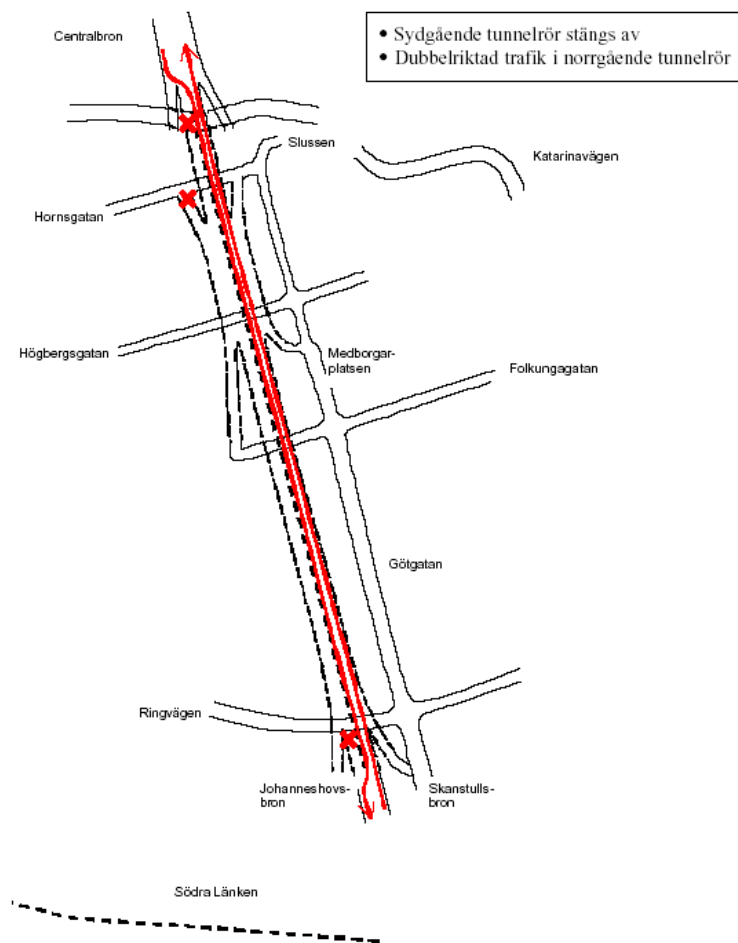 Centralbron
• Sydgående tunnelrör stängs av
• Dubbelriktad trafik i norrgående tunnelrör
Slussen
Katarinavägen
Hornsgatan
Högbergsgatan
Medborgar-
platsen
Folkungagatan
Götgatan
Ringvägen
Johanneshovs-
bron
Skanstulls-
bron
Södra Länken